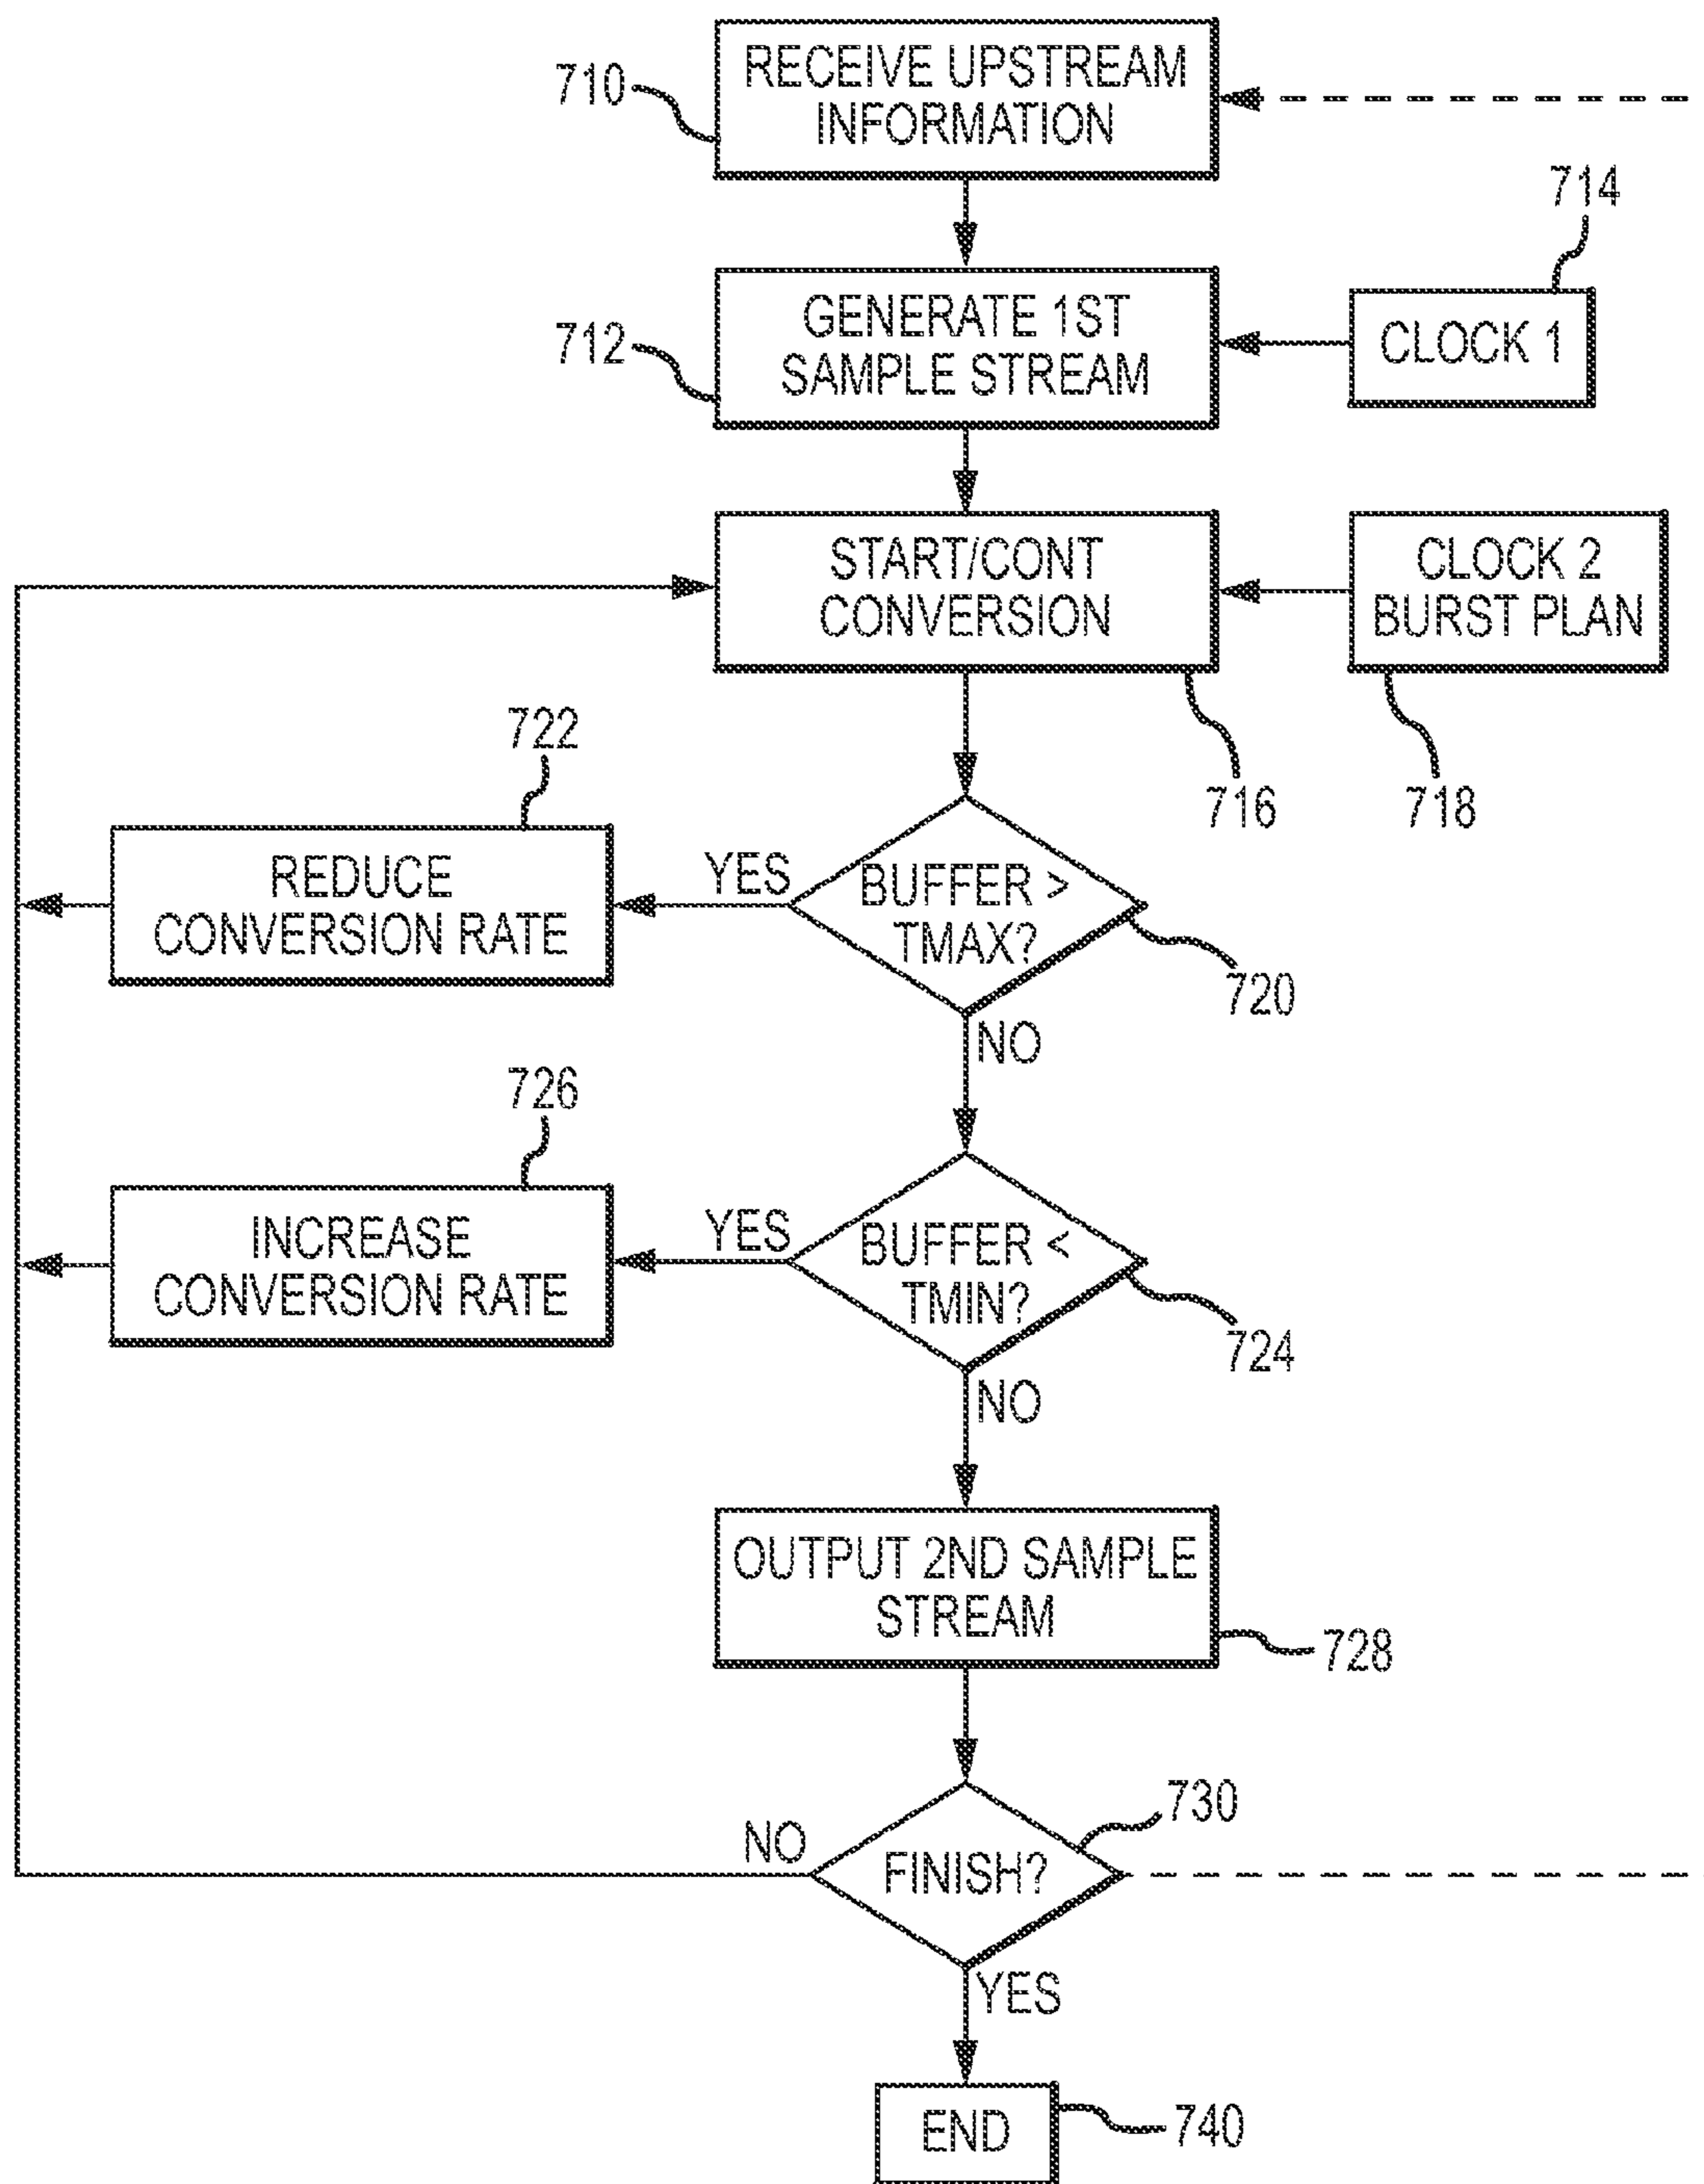 RECEIVE UPSTREAM
INFORMATION
710
714
GENERATE 1ST
SAMPLE STREAM
712
CLOCK 1
START/CONT
CONVERSION
CLOCK 2
BURST PLAN
716
718
722
REDUCE
CONVERSION RATE
YES
BUFFER >
TMAX?
720
NO
726
INCREASE
CONVERSION RATE
YES
BUFFER <
TMIN?
724
NO
OUTPUT 2ND SAMPLE
STREAM
728
730
NO
FINISH?
YES
END
740